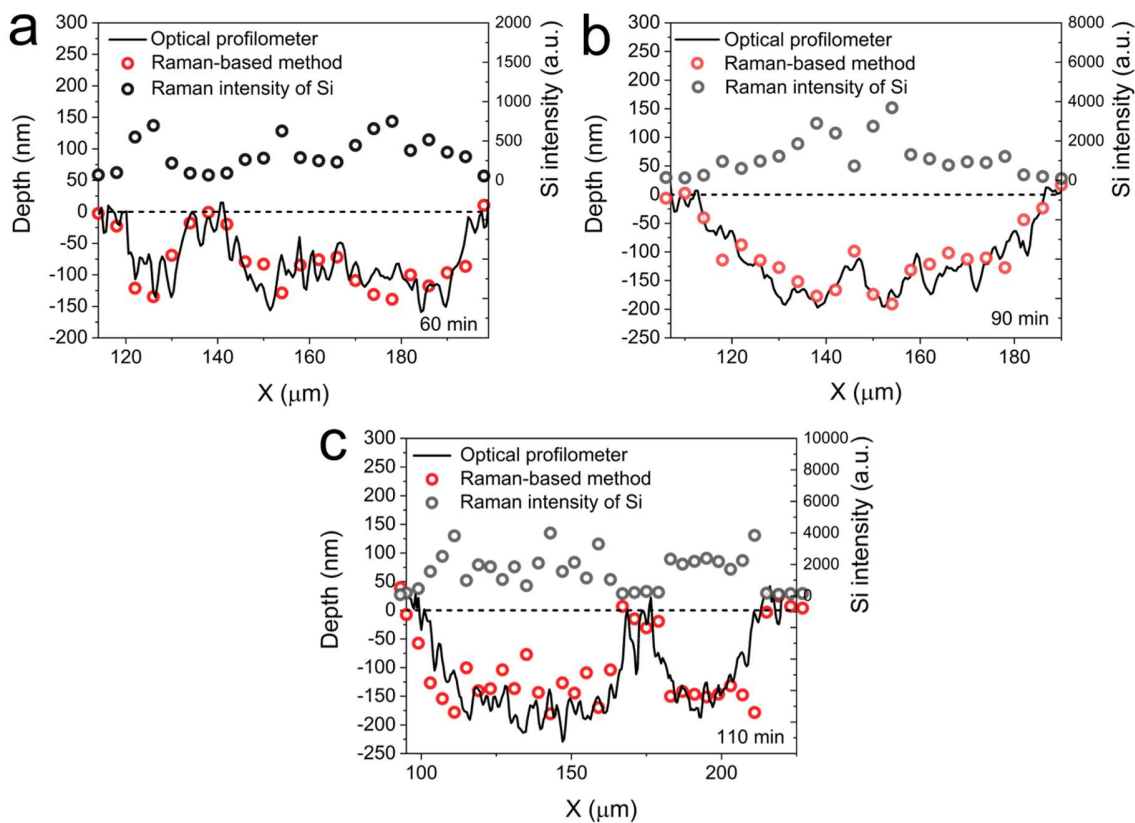 a
Optical profilometer
Raman-based method
Raman intensity of Si
300
250
200
150
100
50
0
-50
-100
-150
-200
Depth (nm)
2000
1500
1000
500
0
Si intensity (a.u.)
60 min
120 140 160 180
X (μm)
b
Optical profilometer
Raman-based method
Raman intensity of Si
300
250
200
150
100
50
0
-50
-100
-150
-200
-250
Depth (nm)
8000
6000
4000
2000
0
Si intensity (a.u.)
90 min
120 140 160 180
X (μm)
c
Optical profilometer
Raman-based method
Raman intensity of Si
300
250
200
150
100
50
0
-50
-100
-150
-200
-250
Depth (nm)
10000
8000
6000
4000
2000
0
Si intensity (a.u.)
110 min
100 150 200
X (μm)